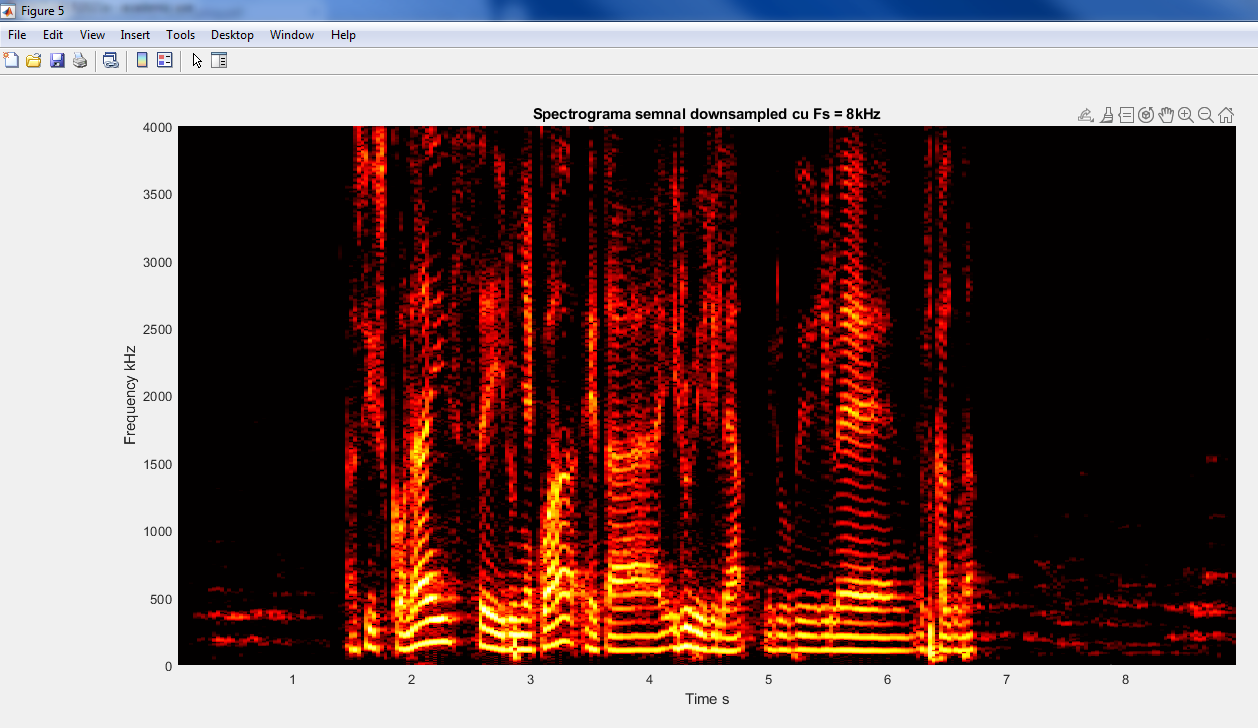 Figure 5
File Edit View Insert Tools Desktop Window Help
Spectrograma semnal downsampled cu Fs = 8kHz
4000
3500
3000
2500
2000
1500
1000
500
0
Frequency kHz
1 2 3 4 5 6 7 8
Time s